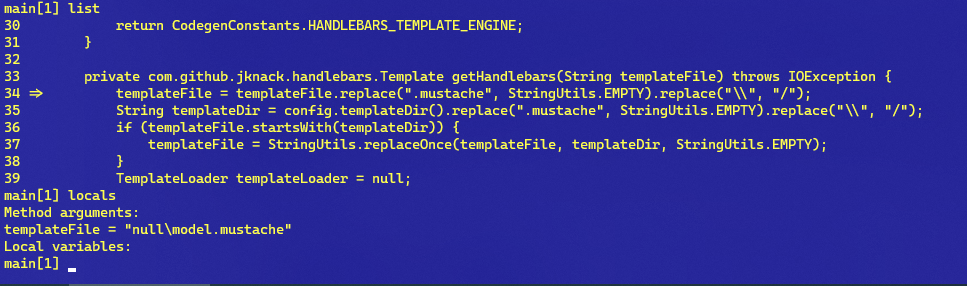 main[1] list
30            return CodegenConstants.HANDLEBARS_TEMPLATE_ENGINE;
31        }
32
33        private com.github.jknack.handlebars.Template getHandlebars(String templateFile) throws IOException {
34 =>         templateFile = templateFile.replace(".mustache", StringUtils.EMPTY).replace("\\", "/");
35            String templateDir = config.templateDir().replace(".mustache", StringUtils.EMPTY).replace("\\", "/");
36            if (templateFile.startsWith(templateDir)) {
37                templateFile = StringUtils.replaceOnce(templateFile, templateDir, StringUtils.EMPTY);
38            }
39            TemplateLoader templateLoader = null;
main[1] locals
Method arguments:
templateFile = "null\model.mustache"
Local variables:
main[1]